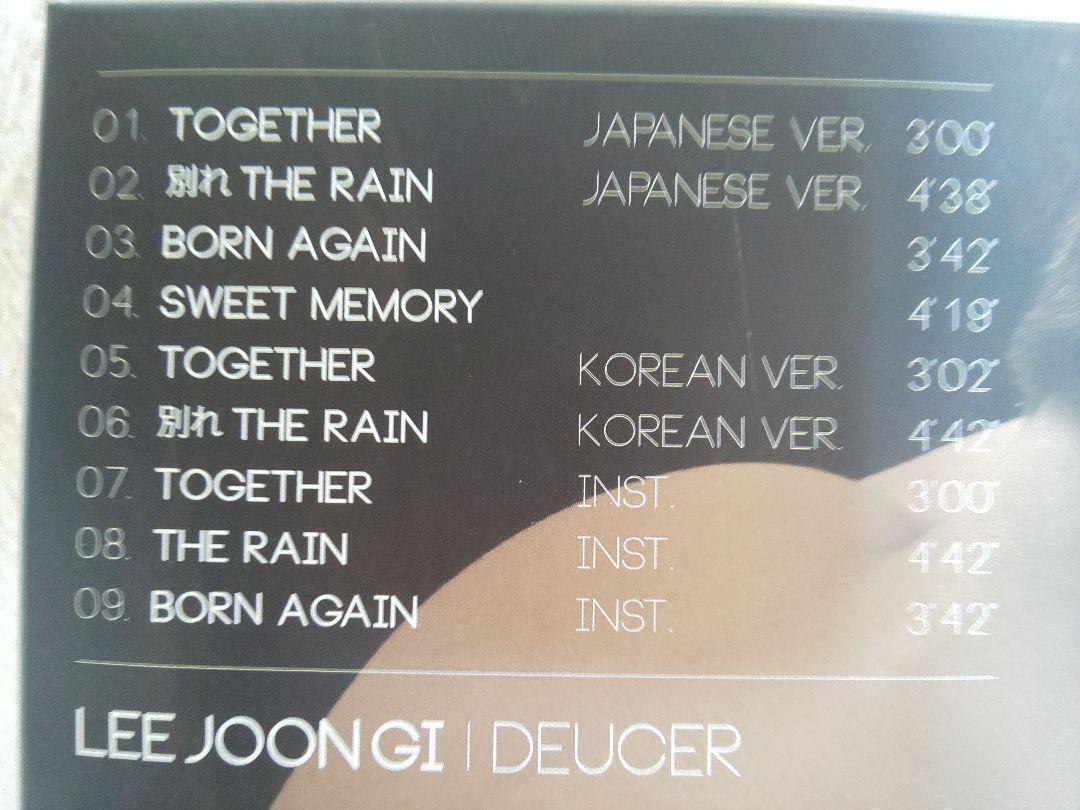 01. TOGETHER JAPANESE VER. 3'00"
02. 別れ THE RAIN JAPANESE VER. 4'38"
03. BORN AGAIN 3'42"
04. SWEET MEMORY 4'19"
05. TOGETHER KOREAN VER. 3'02"
06. 別れ THE RAIN KOREAN VER. 4'42"
07. TOGETHER INST. 3'00"
08. THE RAIN INST. 4'42"
09. BORN AGAIN INST. 3'42"
LEE JOON GI | DEUCER